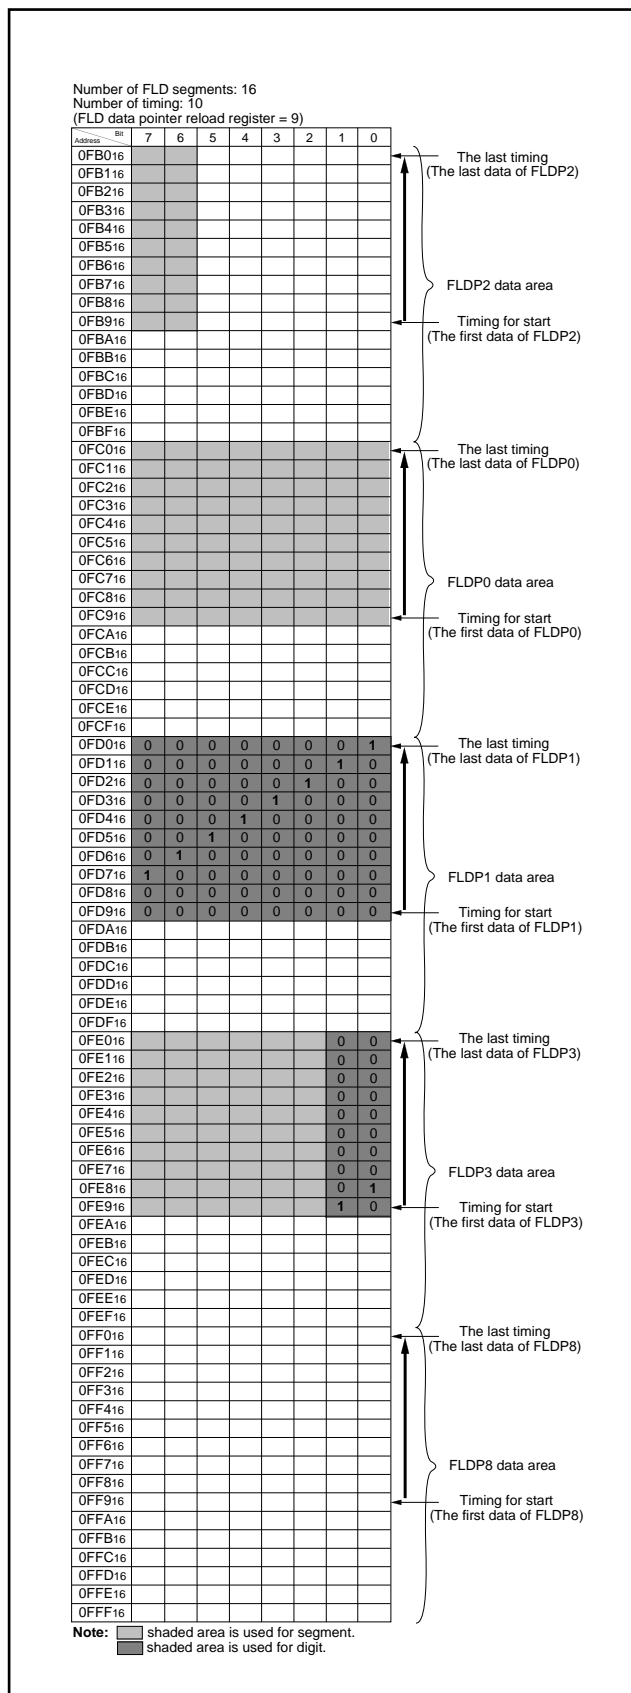 Number of FLD segments: 16
Number of timing: 10
(FLD data pointer reload register = 9)
Bit
Address
7 6 5 4 3 2 1 0
0FB016
The last timing
(The last data of FLDP2)
0FB116
0FB216
0FB316
0FB416
0FB516
0FB616
0FB716
FLDP2 data area
0FB816
0FB916
Timing for start
(The first data of FLDP2)
0FBA16
0FBB16
0FBC16
0FBD16
0FBE16
0FBF16
0FC016
The last timing
(The last data of FLDP0)
0FC116
0FC216
0FC316
0FC416
0FC516
0FC616
0FC716
FLDP0 data area
0FC816
0FC916
Timing for start
(The first data of FLDP0)
0FCA16
0FCB16
0FCC16
0FCD16
0FCE16
0FCF16
0FD016 0 0 0 0 0 0 0 1
The last timing
(The last data of FLDP1)
0FD116 0 0 0 0 0 0 1 0
0FD216 0 0 0 0 0 1 0 0
0FD316 0 0 0 0 1 0 0 0
0FD416 0 0 0 1 0 0 0 0
0FD516 0 0 1 0 0 0 0 0
0FD616 0 1 0 0 0 0 0 0
0FD716 1 0 0 0 0 0 0 0
FLDP1 data area
0FD816 0 0 0 0 0 0 0 0
0FD916 0 0 0 0 0 0 0 0
Timing for start
(The first data of FLDP1)
0FDA16
0FDB16
0FDC16
0FDD16
0FDE16
0FDF16
0FE016 0 0
The last timing
(The last data of FLDP3)
0FE116 0 0
0FE216 0 0
0FE316 0 0
0FE416 0 0
0FE516 0 0
0FE616 0 0
0FE716 0 0
FLDP3 data area
0FE816 0 1
0FE916 1 0
Timing for start
(The first data of FLDP3)
0FEA16
0FEB16
0FEC16
0FED16
0FEE16
0FEF16
0FF016
The last timing
(The last data of FLDP8)
0FF116
0FF216
0FF316
0FF416
0FF516
0FF616
0FF716
FLDP8 data area
0FF816
0FF916
Timing for start
(The first data of FLDP8)
0FFA16
0FFB16
0FFC16
0FFD16
0FFE16
0FFF16
Note: shaded area is used for segment.
shaded area is used for digit.